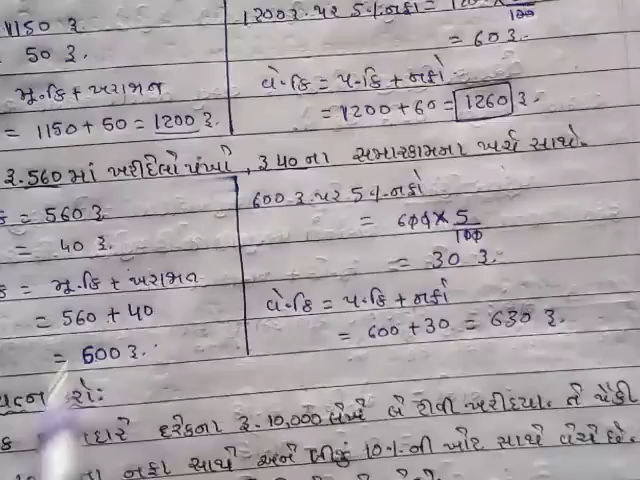 1150 રૂ.
1200 રૂ. પર 5% નફો =
100
50 રૂ.
= 60 રૂ.
મૂ.કિં + ખરાજાત
વે.કિં = પ.કિં + નફો
= 1150 + 50 = 1200 રૂ.
= 1200 + 60 = 1260 રૂ.
રૂ.560 માં ખરીદેલો પંખો, રૂ 40 ના સમારકામના ખર્ચ સાથે.
= 560 રૂ
600 રૂ. પર 5% નફો
= 40 રૂ.
= 600 × 5
100
= 30 રૂ.
= મૂ.કિં + ખરાજાત
વે.કિં = પ.કિં + નફો
= 560 + 40
= 600 + 30 = 630 રૂ.
= 600 રૂ.
દરેકના રૂ.10,000 લેખે બે ટીવી ખરીદ્યા. તે પૈકી
નફા સાથે અને બીજું 10% ની ખોટ સાથે વેચે છે.